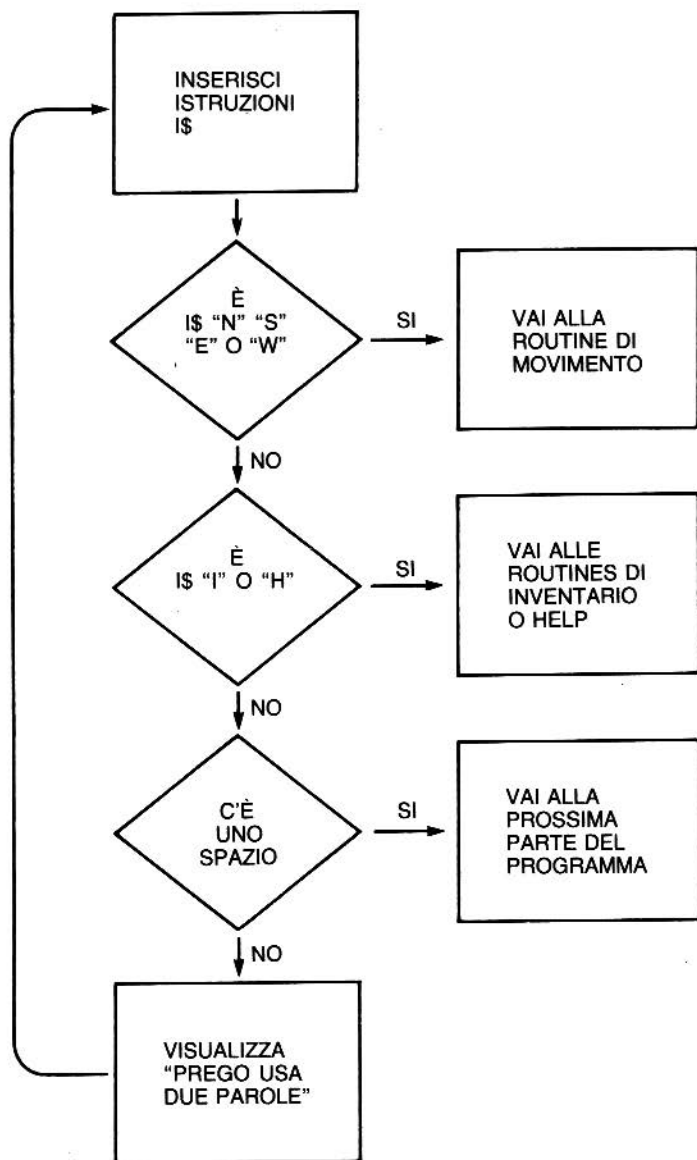 INSERISCI
ISTRUZIONI
I$
È
I$ “N” “S”
“E” O “W”
SI
VAI ALLA
ROUTINE DI
MOVIMENTO
NO
È
I$ “I” O “H”
SI
VAI ALLE
ROUTINES DI
INVENTARIO
O HELP
NO
C'È
UNO
SPAZIO
SI
VAI ALLA
PROSSIMA
PARTE DEL
PROGRAMMA
NO
VISUALIZZA
“PREGO USA
DUE PAROLE”